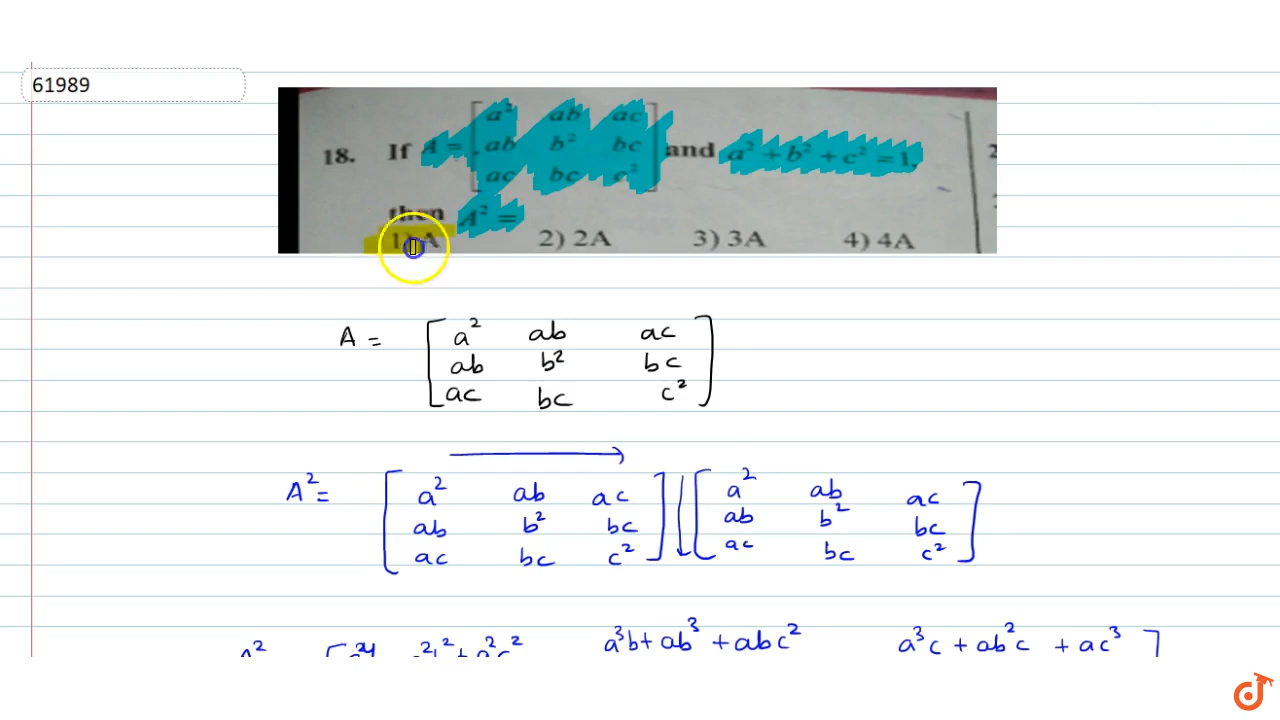 61989
18. If A = [ a² ab ac
ab b² bc and a² + b² + c² = 1,
ac bc c² ]
then A² =
1) A 2) 2A 3) 3A 4) 4A
A = [ a² ab ac
ab b² bc
ac bc c² ]
A² = [ a² ab ac ] [ a² ab ac ]
ab b² bc ab b² bc
ac bc c² ac bc c²
a³b + ab³ + abc² a³c + ab²c + ac³ ]